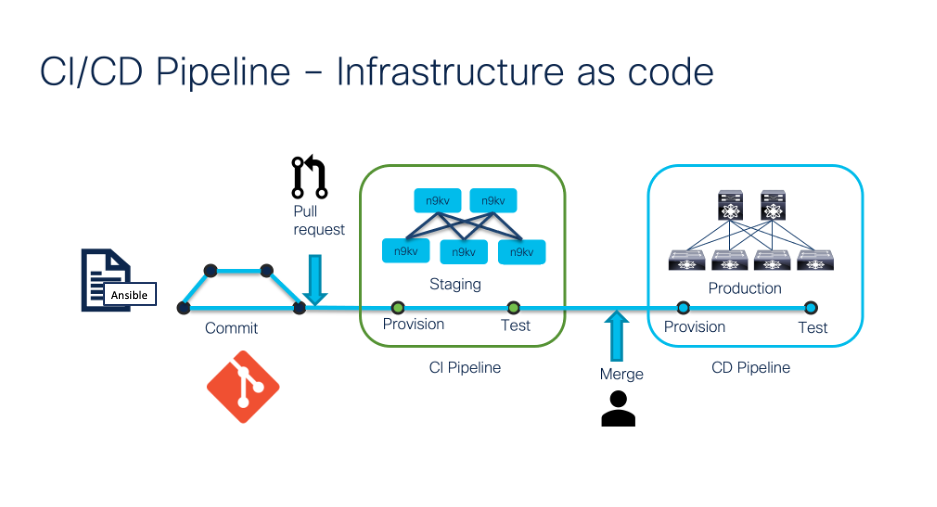 CI/CD Pipeline – Infrastructure as code
Pull
request
n9kv
n9kv
n9kv
n9kv
n9kv
Staging
Ansible
Commit
Provision
Test
CI Pipeline
Merge
Production
Provision
Test
CD Pipeline